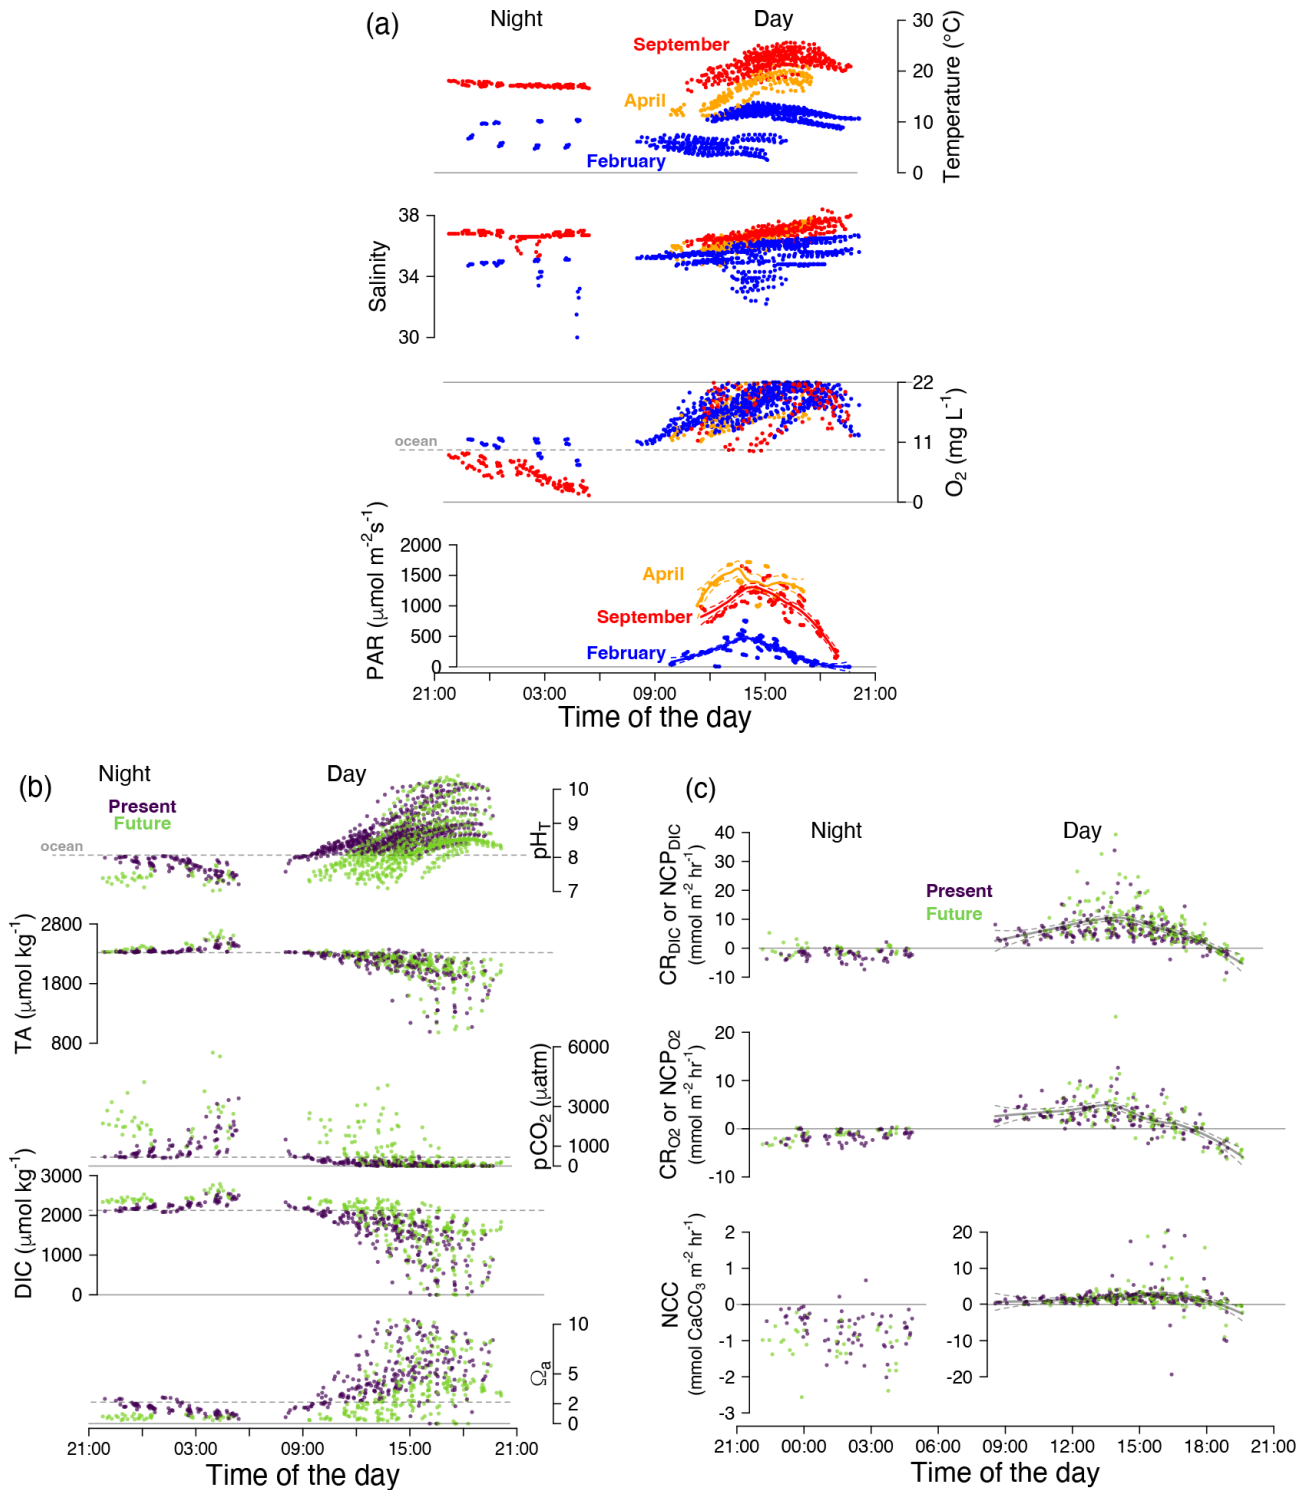 (a)
Night
Day
September
April
February
30
20
10
0
Temperature (°C)
38
34
30
Salinity
ocean
22
11
0
O2 (mg L-1)
2000
1500
1000
500
0
PAR (μmol m-2s-1)
April
September
February
21:00 03:00 09:00 15:00 21:00
Time of the day
(b)
Night
Day
Present
Future
ocean
10
9
8
7
pHT
2800
1800
800
TA (μmol kg-1)
6000
3000
1000
0
pCO2 (μatm)
3000
2000
1000
0
DIC (μmol kg-1)
10
5
2
0
Ωa
21:00 03:00 09:00 15:00 21:00
Time of the day
(c)
Night
Day
Present
Future
40
30
20
10
0
-10
CRDIC or NCPDIC
(mmol m-2 hr-1)
20
10
0
-10
CRO2 or NCPO2
(mmol m-2 hr-1)
2
1
0
-1
-2
-3
NCC
(mmol CaCO3 m-2 hr-1)
20
10
0
-10
-20
21:00 00:00 03:00 06:00 09:00 12:00 15:00 18:00 21:00
Time of the day